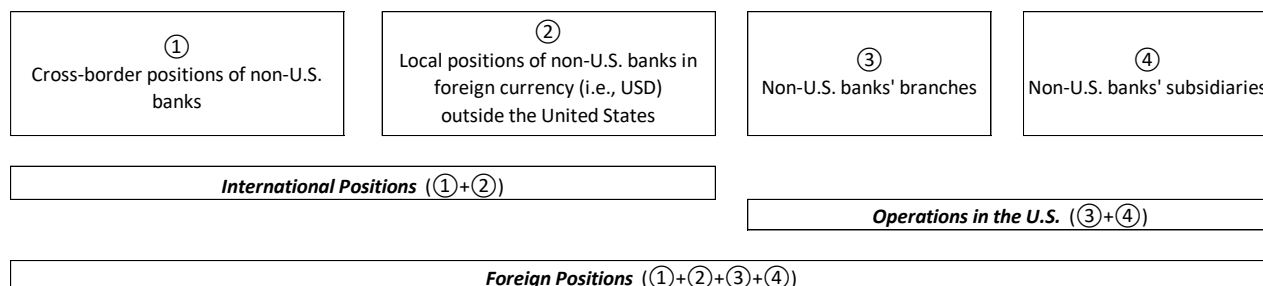 ①
Cross-border positions of non-U.S.
banks
②
Local positions of non-U.S. banks in
foreign currency (i.e., USD)
outside the United States
③
Non-U.S. banks' branches
④
Non-U.S. banks' subsidiaries
International Positions (①+②)
Operations in the U.S. (③+④)
Foreign Positions (①+②+③+④)